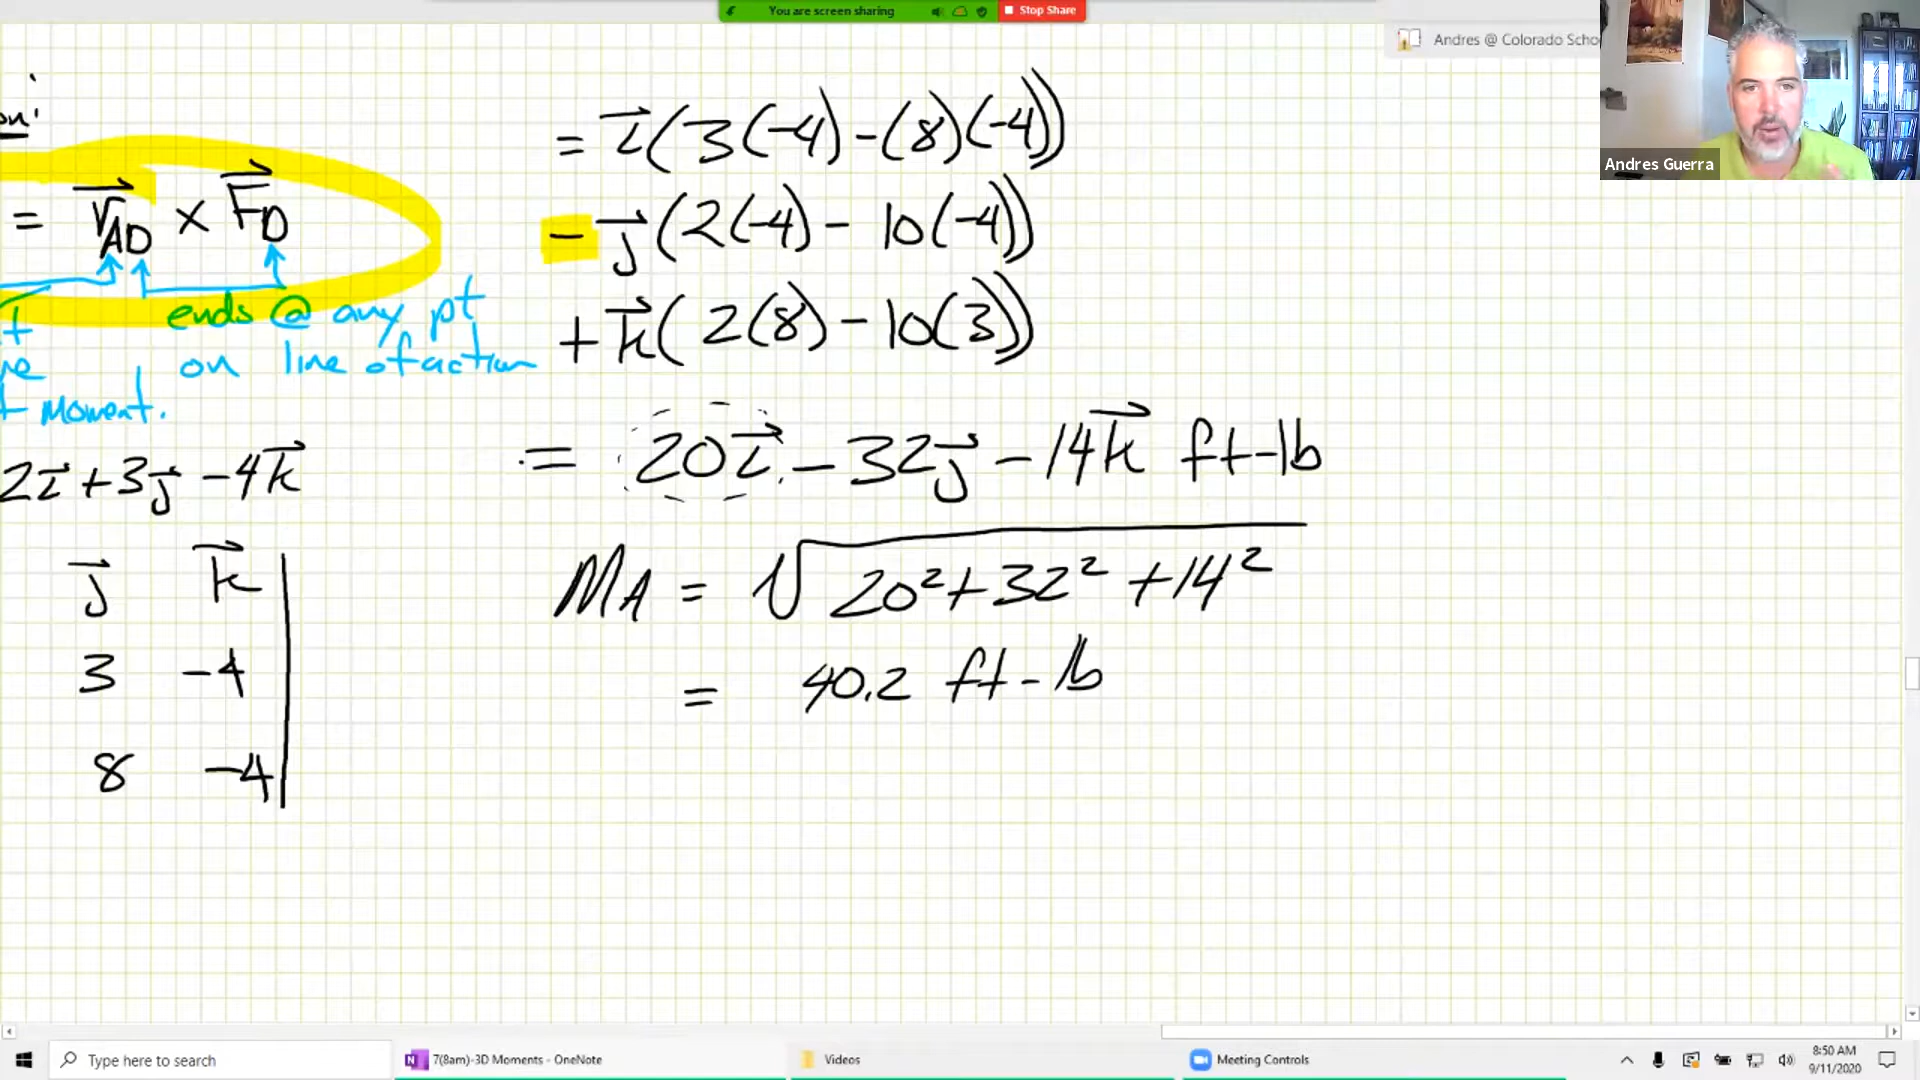 You are screen sharing
Stop Share
Andres @ Colorado Scho
Andres Guerra
on:
= r⃗AD × F⃗D
ends @ any pt
on line of action
moment.
2i⃗ + 3j⃗ - 4k⃗
j⃗ k⃗
3 -4
8 -4
= i⃗(3(-4) - (8)(-4))
- j⃗(2(-4) - 10(-4))
+ k⃗(2(8) - 10(3))
= 20i⃗ - 32j⃗ - 14k⃗ ft-lb
MA = √20² + 32² + 14²
= 40.2 ft-lb
Type here to search
7(8am)-3D Moments - OneNote
Videos
Meeting Controls
8:50 AM
9/11/2020